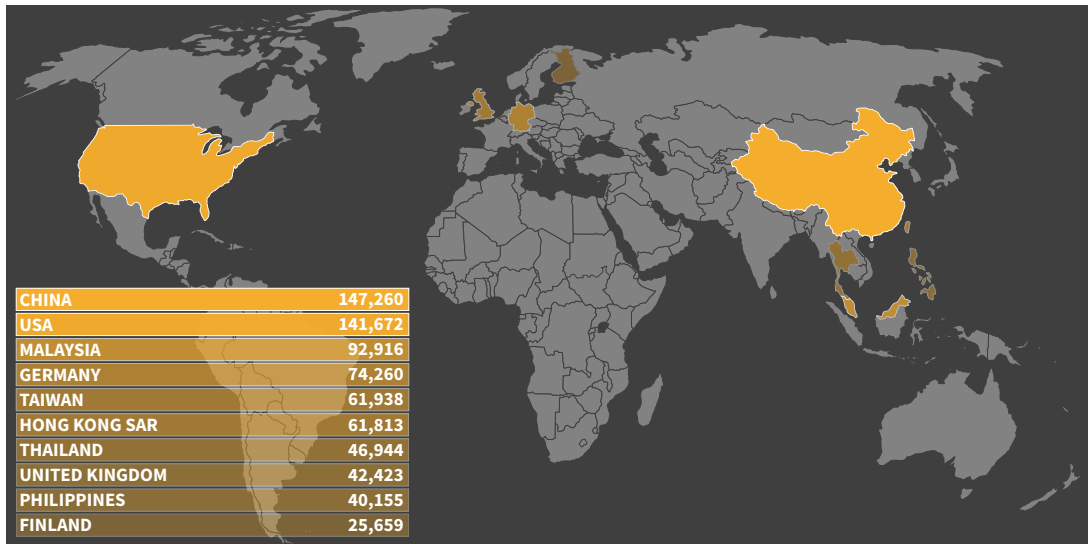 CHINA 147,260
USA 141,672
MALAYSIA 92,916
GERMANY 74,260
TAIWAN 61,938
HONG KONG SAR 61,813
THAILAND 46,944
UNITED KINGDOM 42,423
PHILIPPINES 40,155
FINLAND 25,659